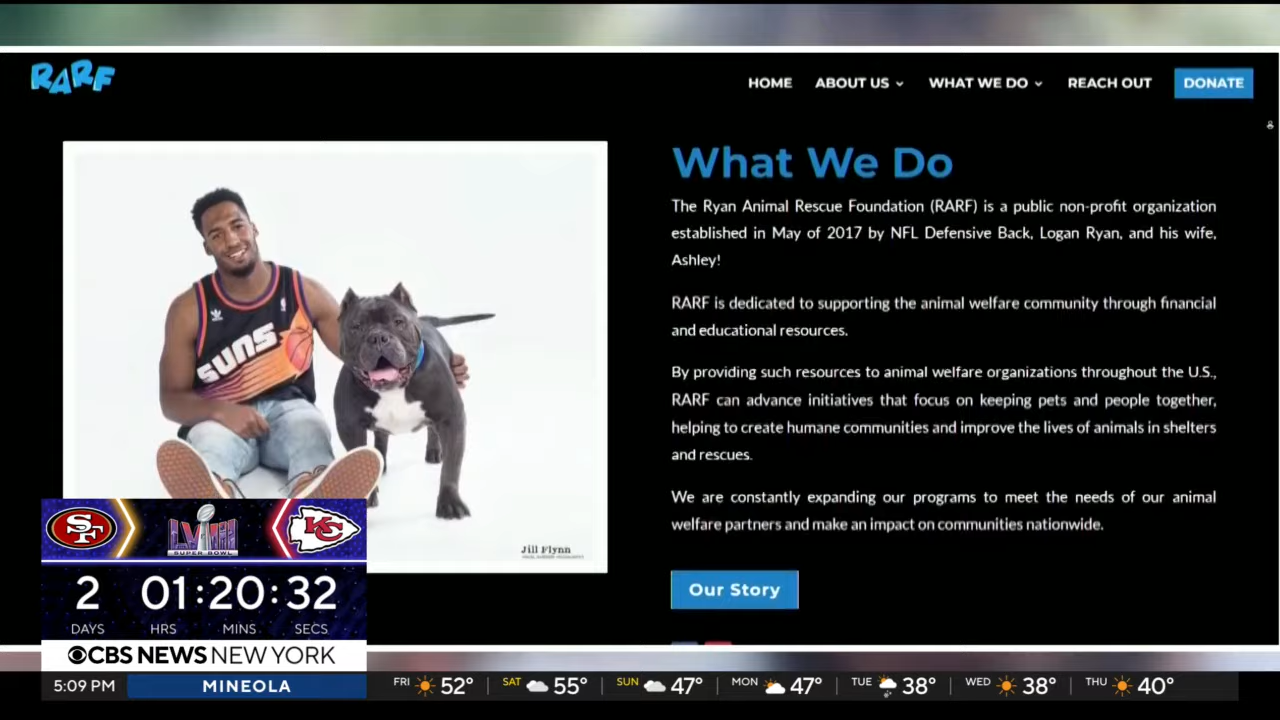 RARF
HOME
ABOUT US
WHAT WE DO
REACH OUT
DONATE
SUNS
Jill Flynn
What We Do
The Ryan Animal Rescue Foundation (RARF) is a public non-profit organization
established in May of 2017 by NFL Defensive Back, Logan Ryan, and his wife,
Ashley!
RARF is dedicated to supporting the animal welfare community through financial
and educational resources.
By providing such resources to animal welfare organizations throughout the U.S.,
RARF can advance initiatives that focus on keeping pets and people together,
helping to create humane communities and improve the lives of animals in shelters
and rescues.
We are constantly expanding our programs to meet the needs of our animal
welfare partners and make an impact on communities nationwide.
Our Story
SF
LVIII
SUPER BOWL
KC
2 01:20:32
DAYS HRS MINS SECS
CBS NEWS NEW YORK
5:09 PM MINEOLA
FRI 52° SAT 55° SUN 47° MON 47° TUE 38° WED 38° THU 40°